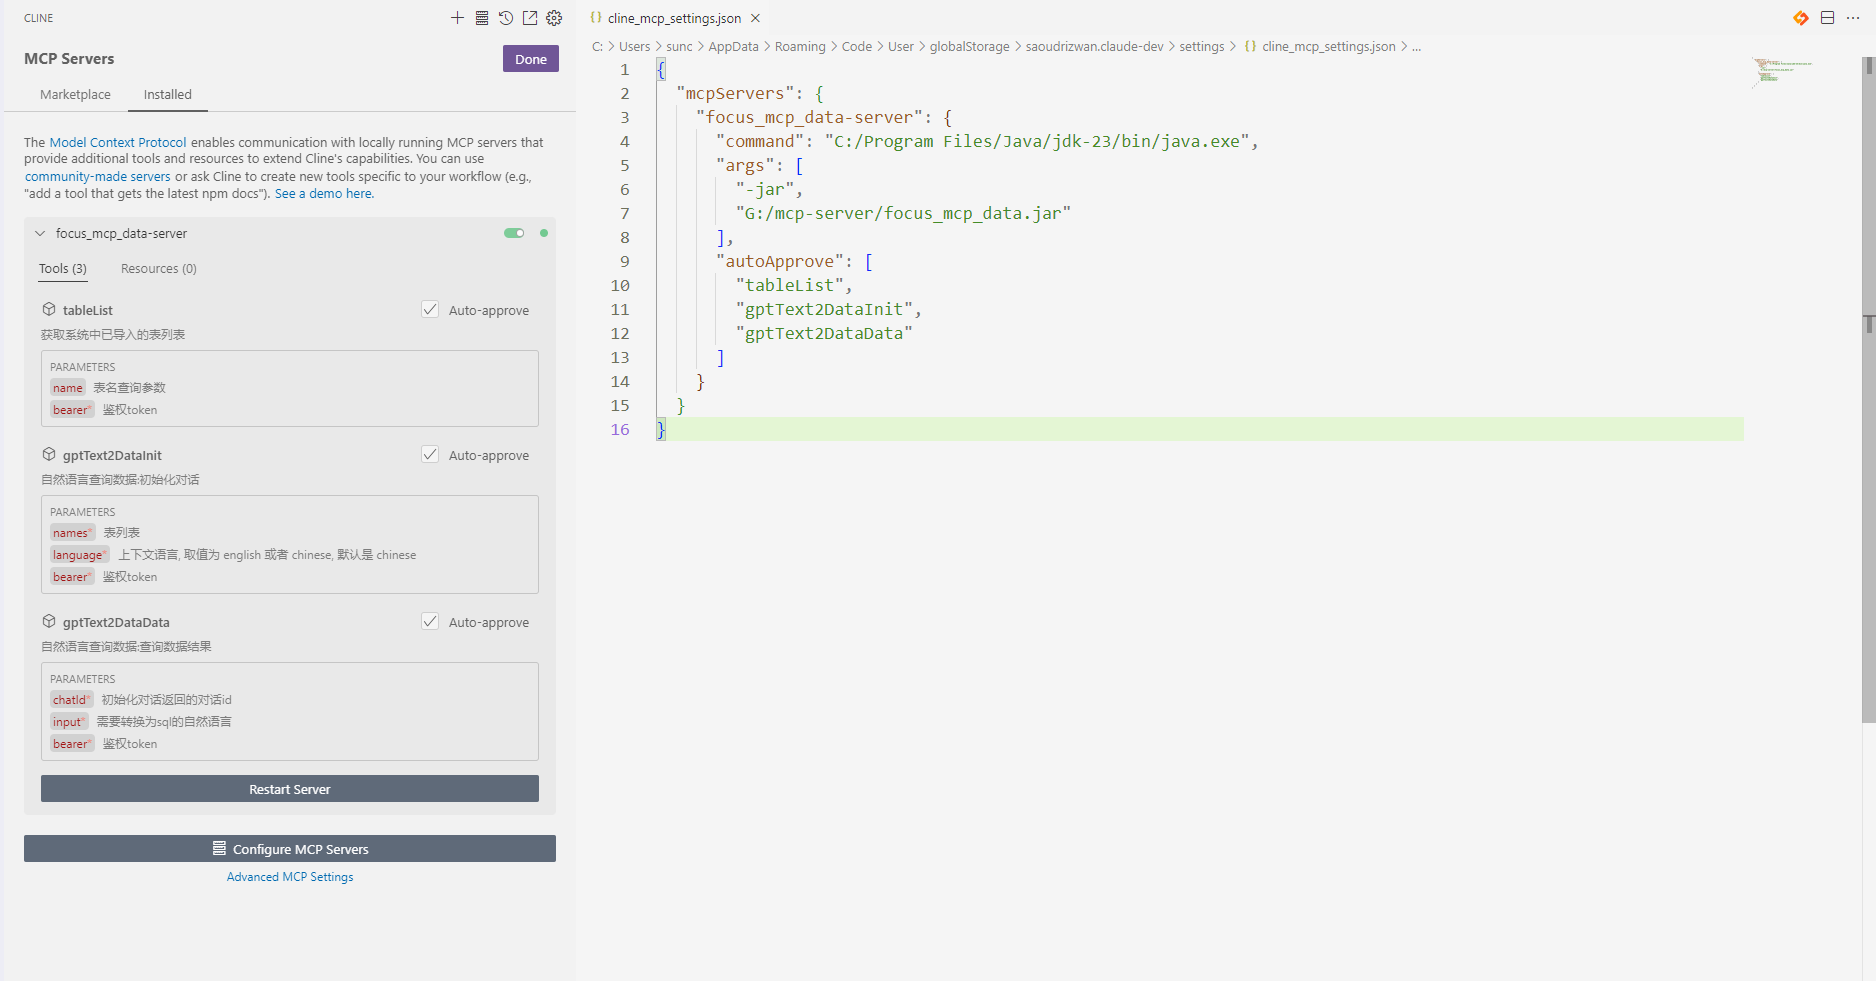 CLINE
MCP Servers
Done
Marketplace
Installed
The Model Context Protocol enables communication with locally running MCP servers that
provide additional tools and resources to extend Cline's capabilities. You can use
community-made servers or ask Cline to create new tools specific to your workflow (e.g.,
"add a tool that gets the latest npm docs"). See a demo here.
focus_mcp_data-server
Tools (3)
Resources (0)
tableList
Auto-approve
获取系统中已导入的表列表
PARAMETERS
name 表名查询参数
bearer* 鉴权token
gptText2DataInit
Auto-approve
自然语言查询数据:初始化对话
PARAMETERS
names* 表列表
language* 上下文语言, 取值为 english 或者 chinese, 默认是 chinese
bearer* 鉴权token
gptText2DataData
Auto-approve
自然语言查询数据:查询数据结果
PARAMETERS
chatId* 初始化对话返回的对话id
input* 需要转换为sql的自然语言
bearer* 鉴权token
Restart Server
Configure MCP Servers
Advanced MCP Settings
{} cline_mcp_settings.json ×
C: > Users > sunc > AppData > Roaming > Code > User > globalStorage > saoudrizwan.claude-dev > settings > {} cline_mcp_settings.json > ...
1 {
2 "mcpServers": {
3 "focus_mcp_data-server": {
4 "command": "C:/Program Files/Java/jdk-23/bin/java.exe",
5 "args": [
6 "-jar",
7 "G:/mcp-server/focus_mcp_data.jar"
8 ],
9 "autoApprove": [
10 "tableList",
11 "gptText2DataInit",
12 "gptText2DataData"
13 ]
14 }
15 }
16 }